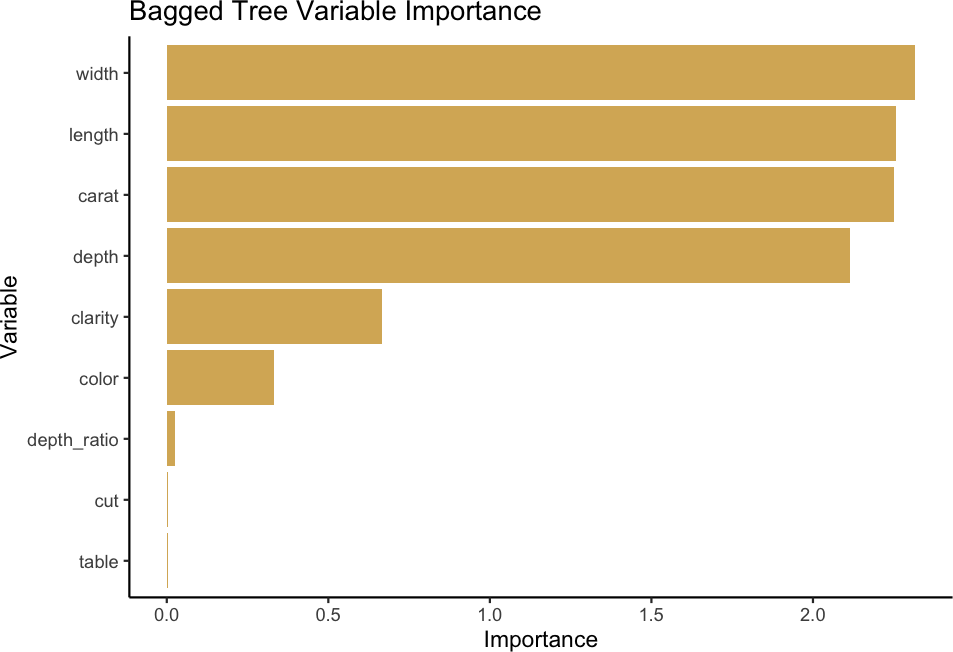 Bagged Tree Variable Importance
Variable
width
length
carat
depth
clarity
color
depth_ratio
cut
table
0.0 0.5 1.0 1.5 2.0
Importance